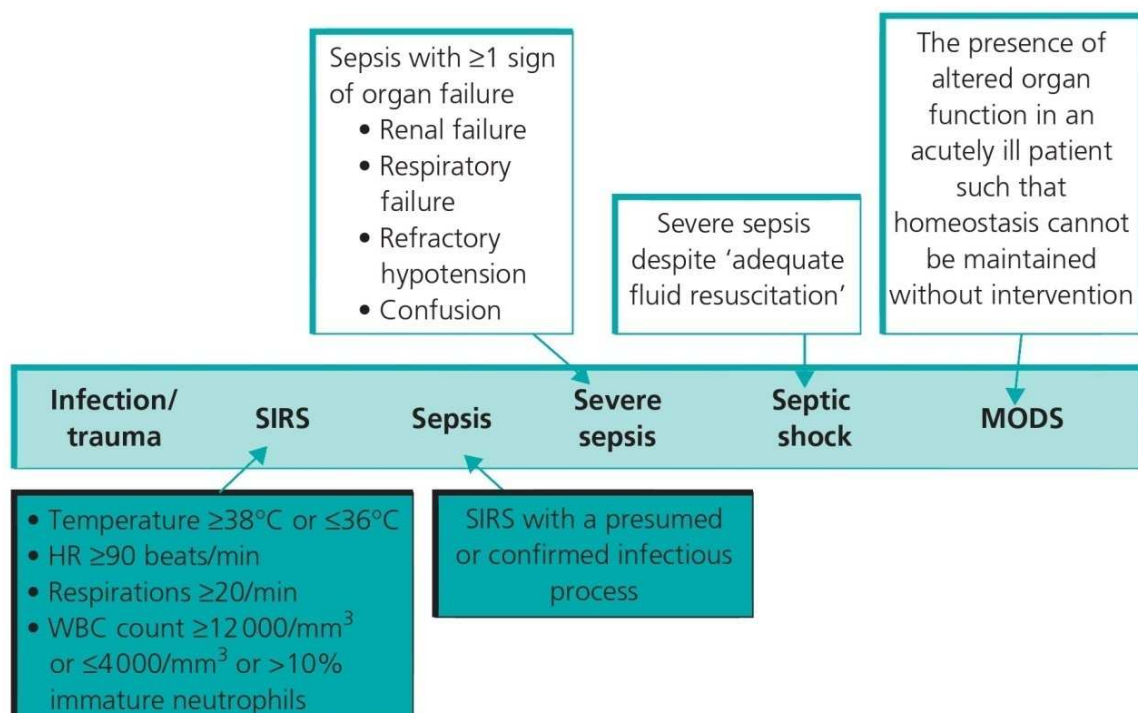 Sepsis with ≥1 sign
of organ failure
• Renal failure
• Respiratory
failure
• Refractory
hypotension
• Confusion
Severe sepsis
despite ‘adequate
fluid resuscitation’
The presence of
altered organ
function in an
acutely ill patient
such that
homeostasis cannot
be maintained
without intervention
Infection/
trauma
SIRS
Sepsis
Severe
sepsis
Septic
shock
MODS
• Temperature ≥38°C or ≤36°C
• HR ≥90 beats/min
• Respirations ≥20/min
• WBC count ≥12 000/mm³
or ≤4000/mm³ or >10%
immature neutrophils
SIRS with a presumed
or confirmed infectious
process